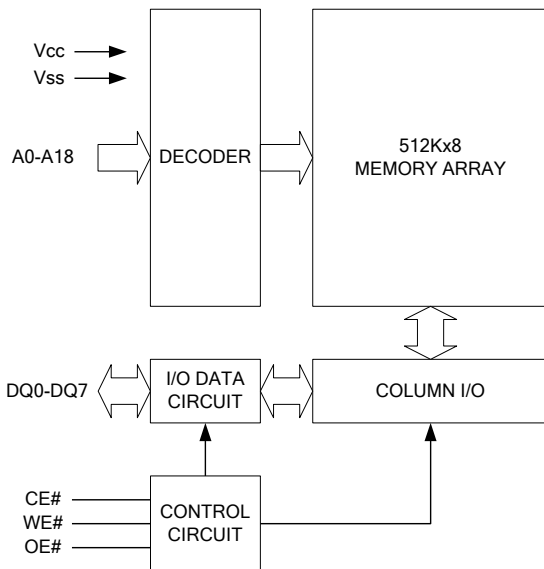 Vcc
Vss
A0-A18
DECODER
512Kx8
MEMORY ARRAY
DQ0-DQ7
I/O DATA
CIRCUIT
COLUMN I/O
CE#
WE#
OE#
CONTROL
CIRCUIT